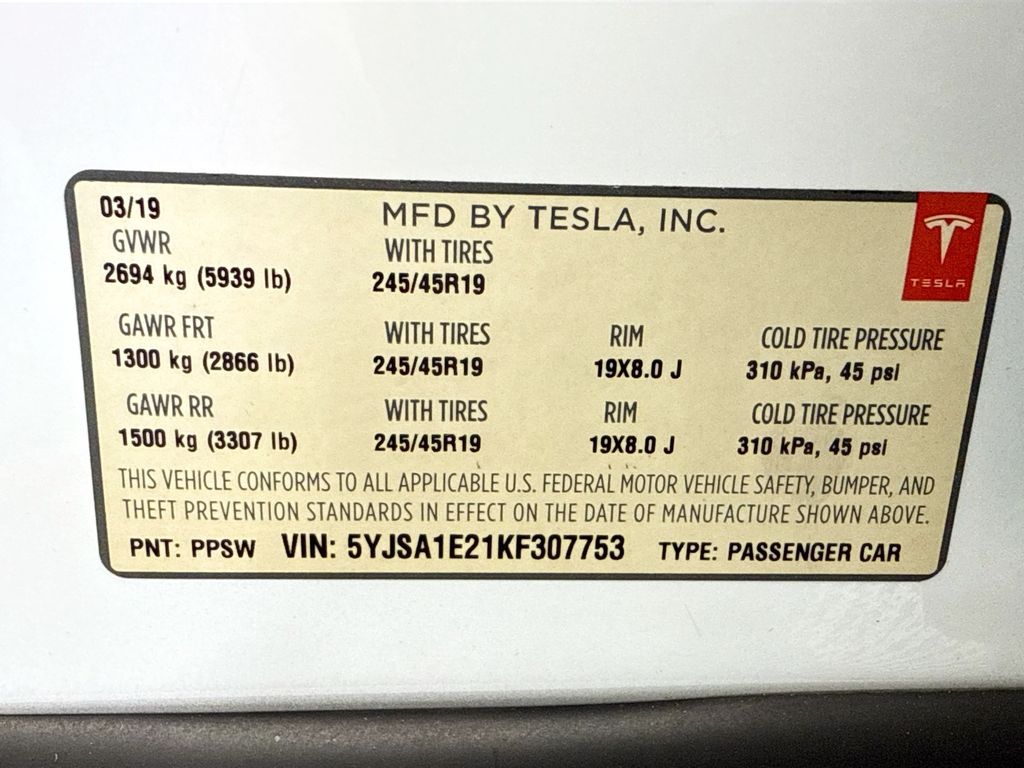 03/19 MFD BY TESLA, INC.
GVWR WITH TIRES
2694 kg (5939 lb) 245/45R19
TESLA
GAWR FRT WITH TIRES RIM COLD TIRE PRESSURE
1300 kg (2866 lb) 245/45R19 19X8.0 J 310 kPa, 45 psi
GAWR RR WITH TIRES RIM COLD TIRE PRESSURE
1500 kg (3307 lb) 245/45R19 19X8.0 J 310 kPa, 45 psi
THIS VEHICLE CONFORMS TO ALL APPLICABLE U.S. FEDERAL MOTOR VEHICLE SAFETY, BUMPER, AND
THEFT PREVENTION STANDARDS IN EFFECT ON THE DATE OF MANUFACTURE SHOWN ABOVE.
PNT: PPSW VIN: 5YJSA1E21KF307753 TYPE: PASSENGER CAR